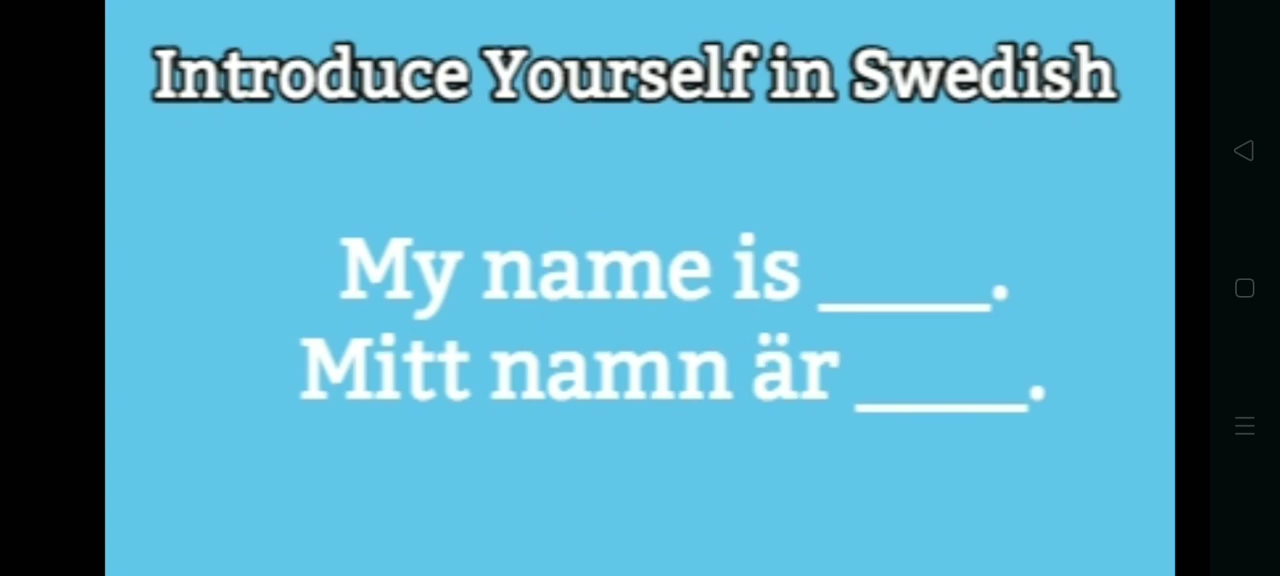 Introduce Yourself in Swedish
My name is ____.
Mitt namn är ____.